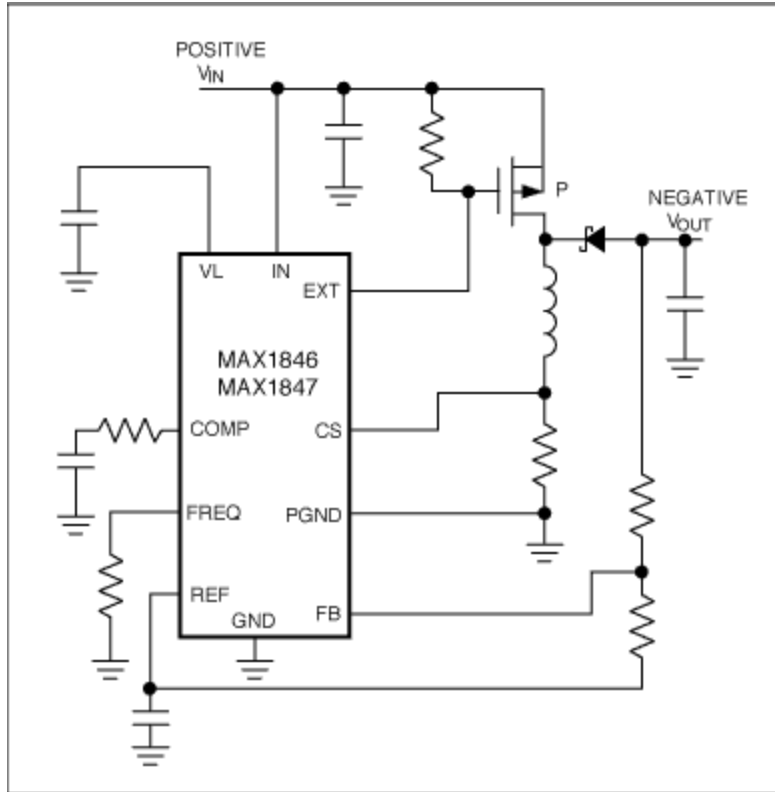 POSITIVE
VIN
P
NEGATIVE
VOUT
VL
IN
EXT
MAX1846
MAX1847
COMP
CS
FREQ
PGND
REF
GND
FB